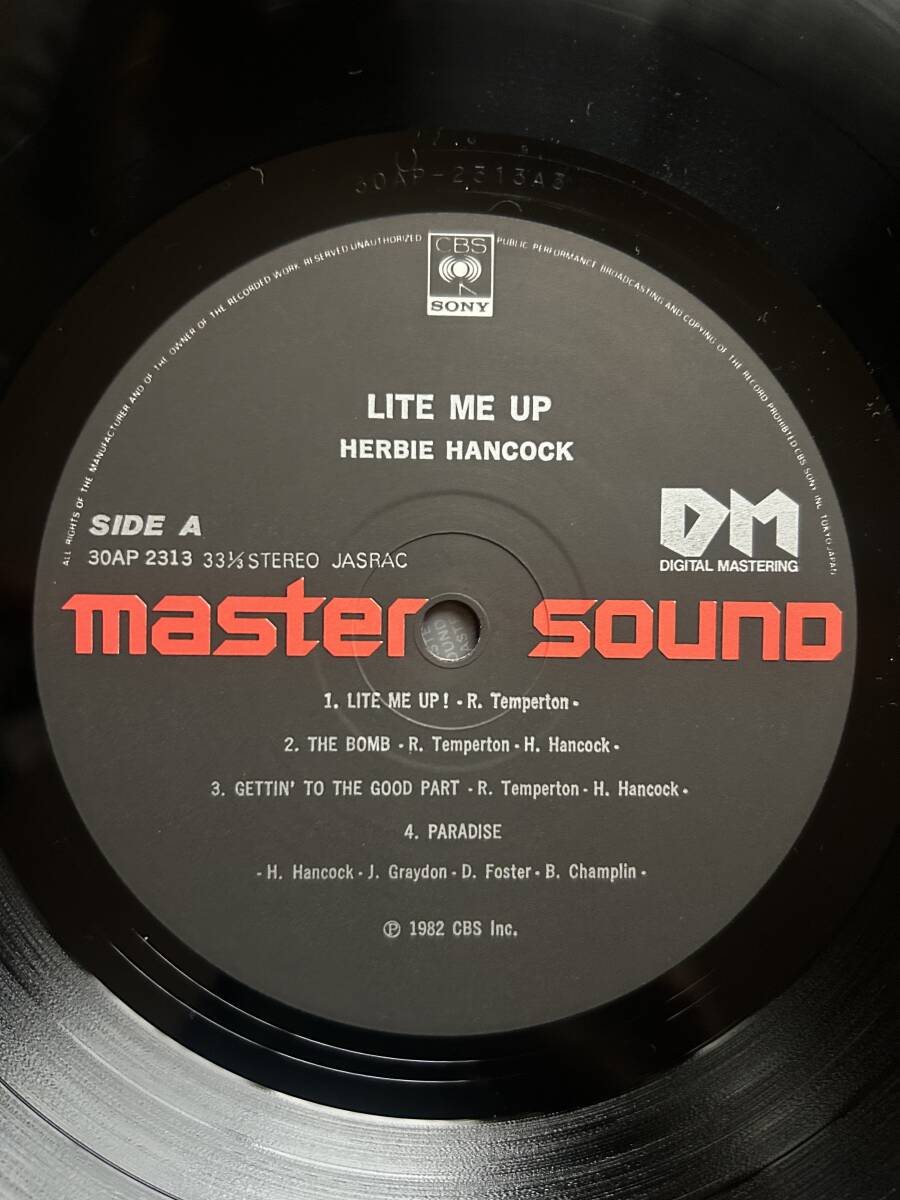 30AP-2313A3
ALL RIGHTS OF THE MANUFACTURER AND OF THE OWNER OF THE RECORDED WORK RESERVED UNAUTHORIZED PUBLIC PERFORMANCE BROADCASTING AND COPYING OF THE RECORD PROHIBITED CBS SONY INC. TOKYO JAPAN
CBS
SONY
LITE ME UP
HERBIE HANCOCK
SIDE A
30AP 2313 33⅓ STEREO JASRAC
DM
DIGITAL MASTERING
master sound
1. LITE ME UP! - R. Temperton -
2. THE BOMB - R. Temperton - H. Hancock -
3. GETTIN' TO THE GOOD PART - R. Temperton - H. Hancock -
4. PARADISE
- H. Hancock - J. Graydon - D. Foster - B. Champlin -
Ⓟ 1982 CBS Inc.